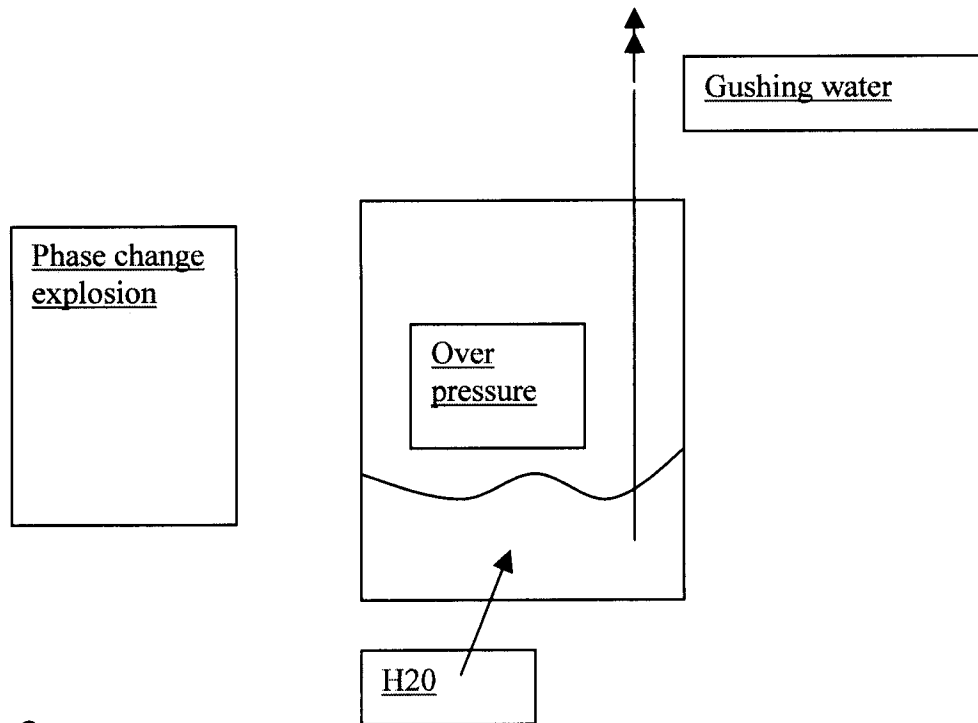 Gushing water
Phase change
explosion
Over
pressure
H20